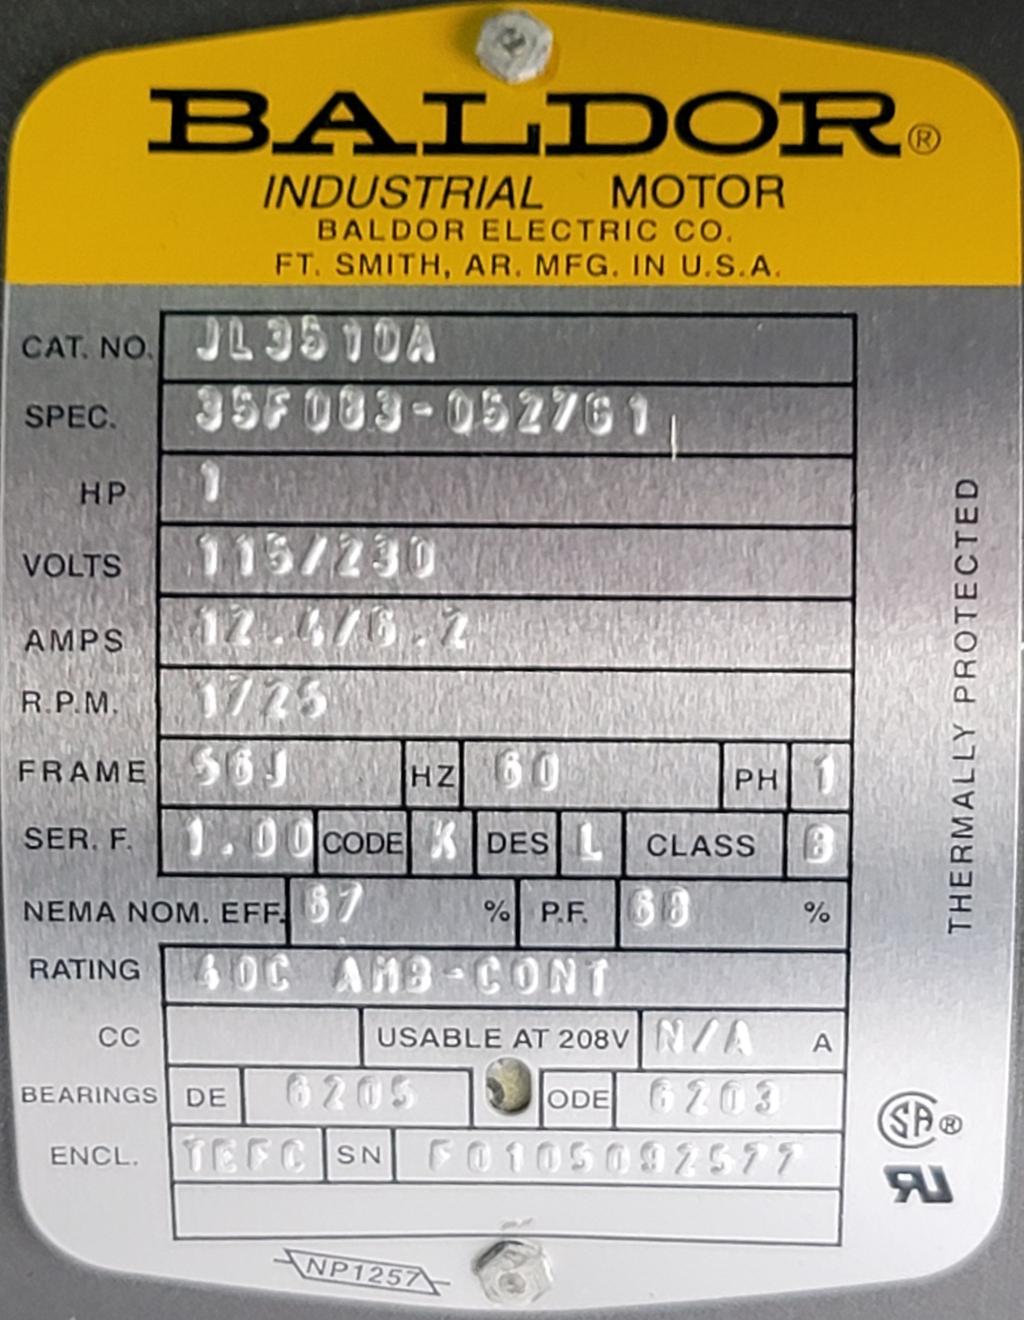 BALDOR®
INDUSTRIAL MOTOR
BALDOR ELECTRIC CO.
FT. SMITH, AR. MFG. IN U.S.A.
CAT. NO. JL3510A
SPEC. 35F083-0527G1
HP 1
VOLTS 115/230
AMPS 12.4/6.2
R.P.M. 1725
FRAME 56J HZ 60 PH 1
SER. F. 1.00 CODE K DES L CLASS B
NEMA NOM. EFF. 67 % P.F. 68 %
RATING 40C AMB-CONT
CC USABLE AT 208V N/A A
BEARINGS DE 6205 ODE 6203
ENCL. TEFC SN F0105092577
THERMALLY PROTECTED
SA®
UR
NP1257